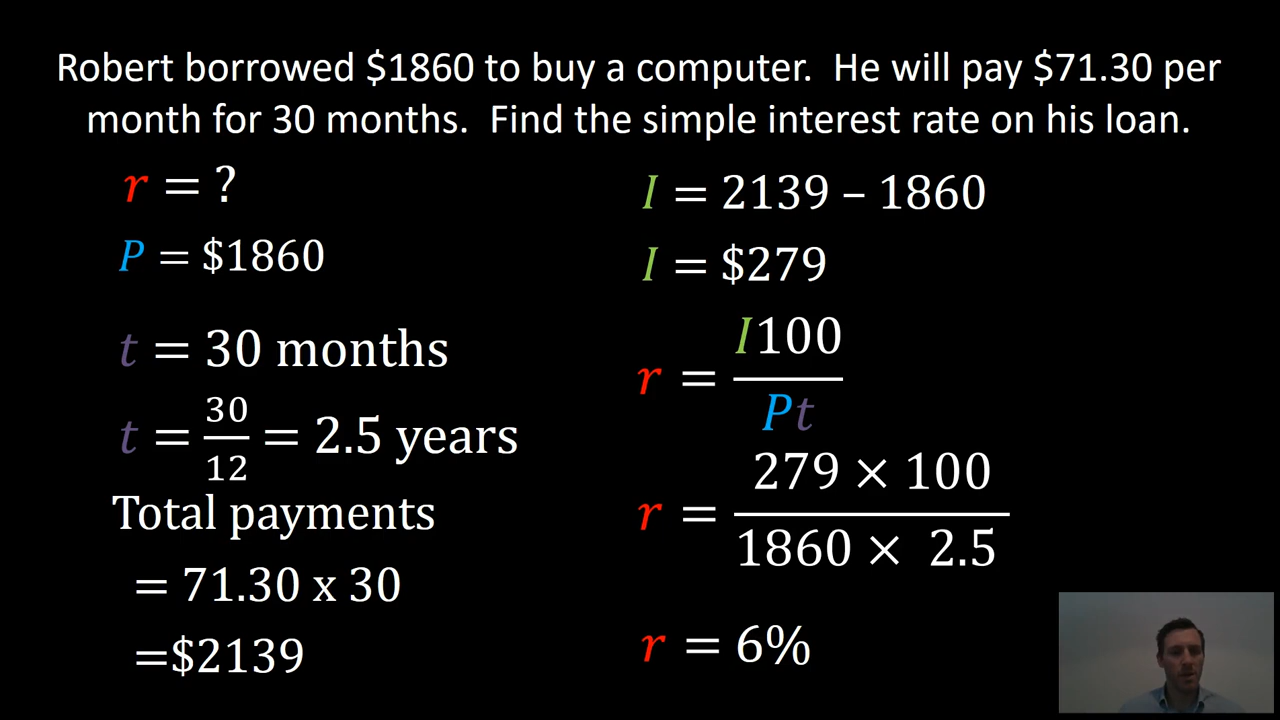 Robert borrowed $1860 to buy a computer.  He will pay $71.30 per
month for 30 months.  Find the simple interest rate on his loan.
r = ?
P = $1860
t = 30 months
t = 30/12 = 2.5 years
Total payments
= 71.30 x 30
=$2139
I = 2139 – 1860
I = $279
r = I100/Pt
r = 279 × 100/1860 × 2.5
r = 6%